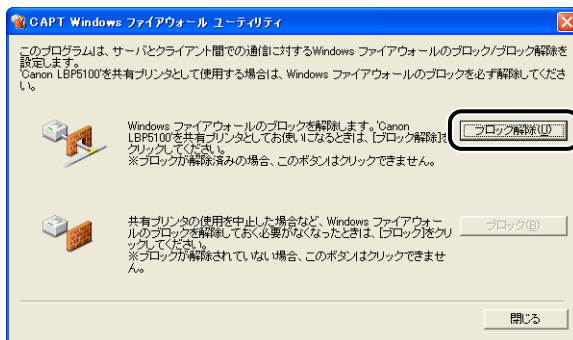 CAPT Windows ファイアウォール ユーティリティ
このプログラムは、サーバとクライアント間での通信に対するWindows ファイアウォールのブロック/ブロック解除を
設定します。
'Canon LBP5100'を共有プリンタとして使用する場合は、Windows ファイアウォールのブロックを必ず解除してくださ
い。
Windows ファイアウォールのブロックを解除します。'Canon
LBP5100'を共有プリンタとしてお使いになるときは、[ブロック解除]を
クリックしてください。
※ブロックが解除済みの場合、このボタンはクリックできません。
ブロック解除(U)
共有プリンタの使用を中止した場合など、Windows ファイアウォー
ルのブロックを解除しておく必要がなくなったときは、[ブロック]をクリ
ックしてください。
※ブロックが解除されていない場合、このボタンはクリックできませ
ん。
ブロック(B)
閉じる